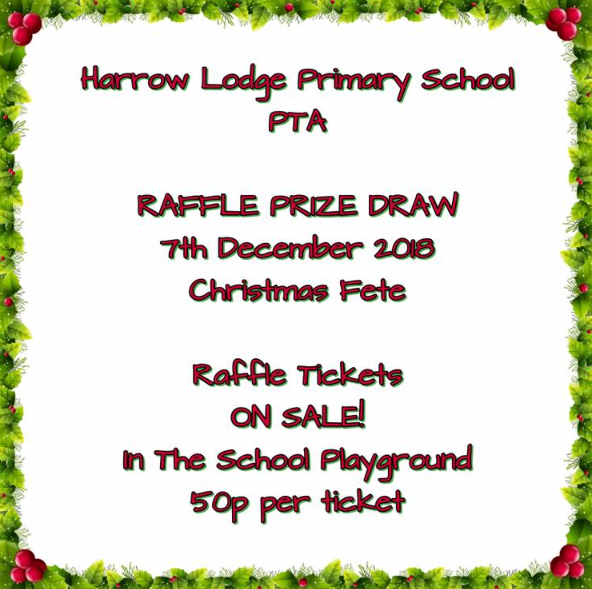 Harrow Lodge Primary School
PTA
RAFFLE PRIZE DRAW
7th December 2018
Christmas Fete
Raffle Tickets
ON SALE!
In The School Playground
50p per ticket